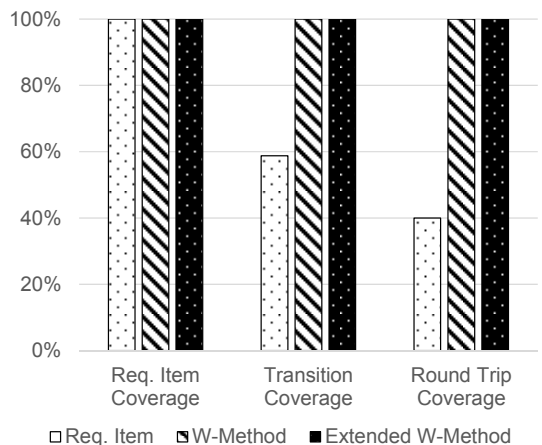 100%
80%
60%
40%
20%
0%
Req. Item Transition Round Trip
Coverage Coverage Coverage
Req. Item W-Method Extended W-Method